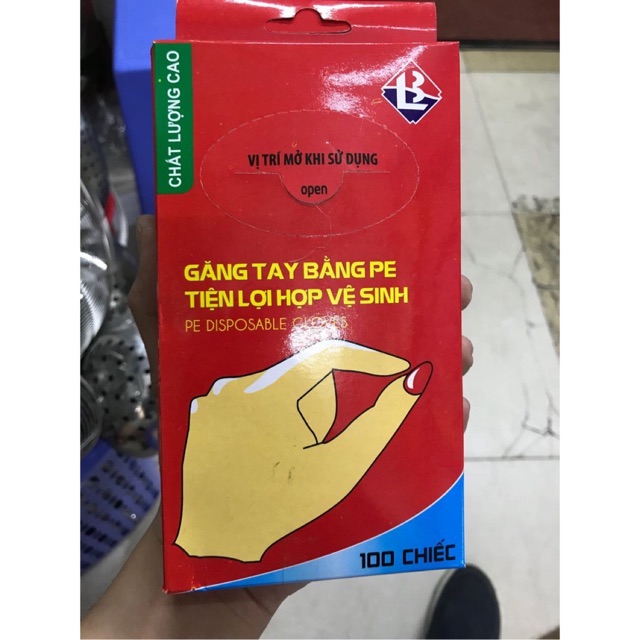 CHẤT LƯỢNG CAO
BL
VỊ TRÍ MỞ KHI SỬ DỤNG
open
GĂNG TAY BẰNG PE
TIỆN LỢI HỢP VỆ SINH
PE DISPOSABLE GLOVES
100 CHIẾC